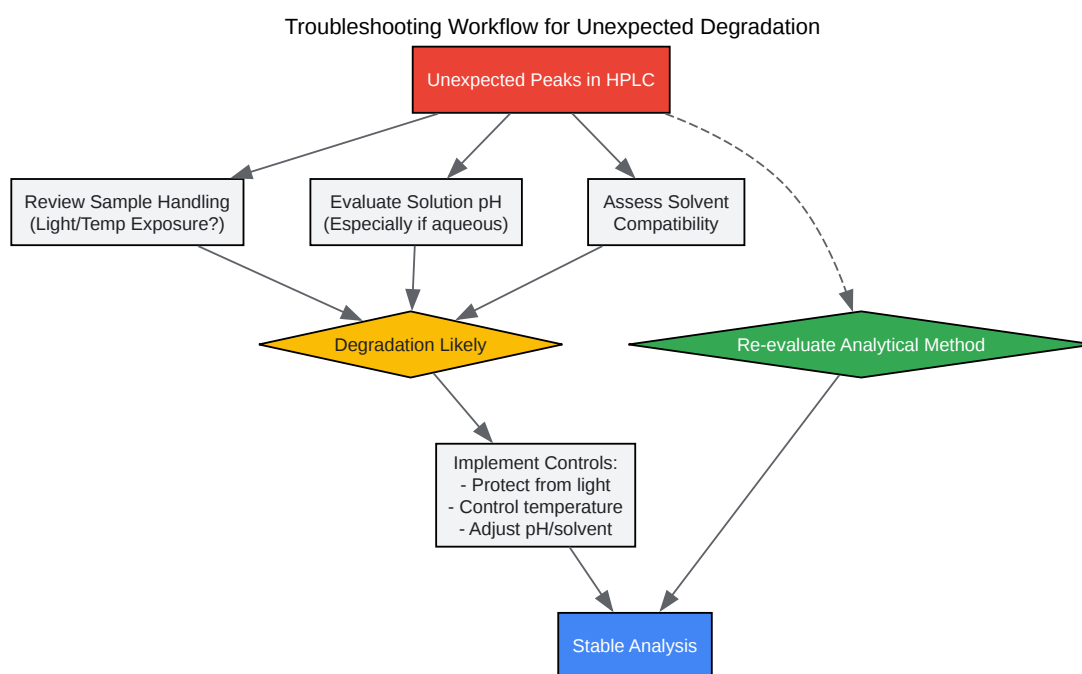 Troubleshooting Workflow for Unexpected Degradation
Unexpected Peaks in HPLC
Review Sample Handling
(Light/Temp Exposure?)
Evaluate Solution pH
(Especially if aqueous)
Assess Solvent
Compatibility
Degradation Likely
Re-evaluate Analytical Method
Implement Controls:
- Protect from light
- Control temperature
- Adjust pH/solvent
Stable Analysis